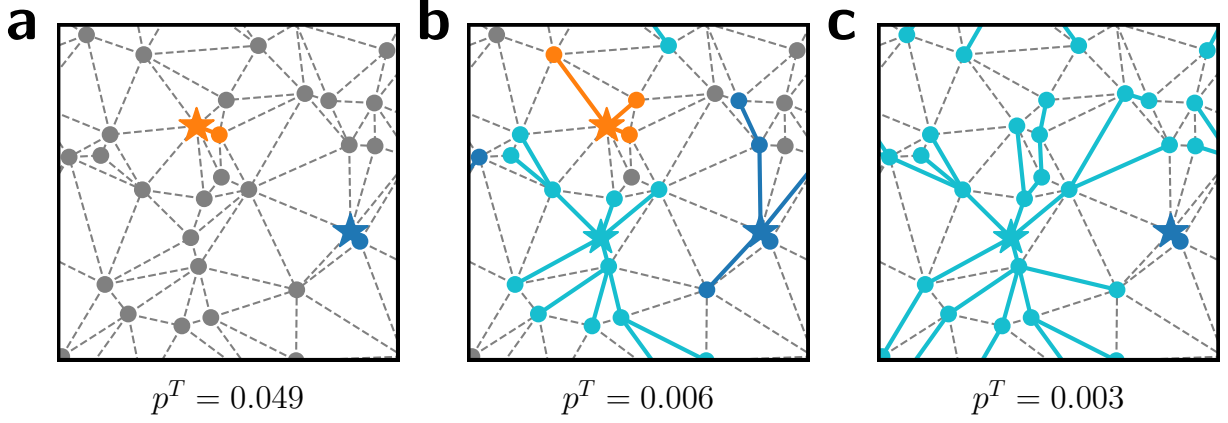 a b c
p^T = 0.049 p^T = 0.006 p^T = 0.003